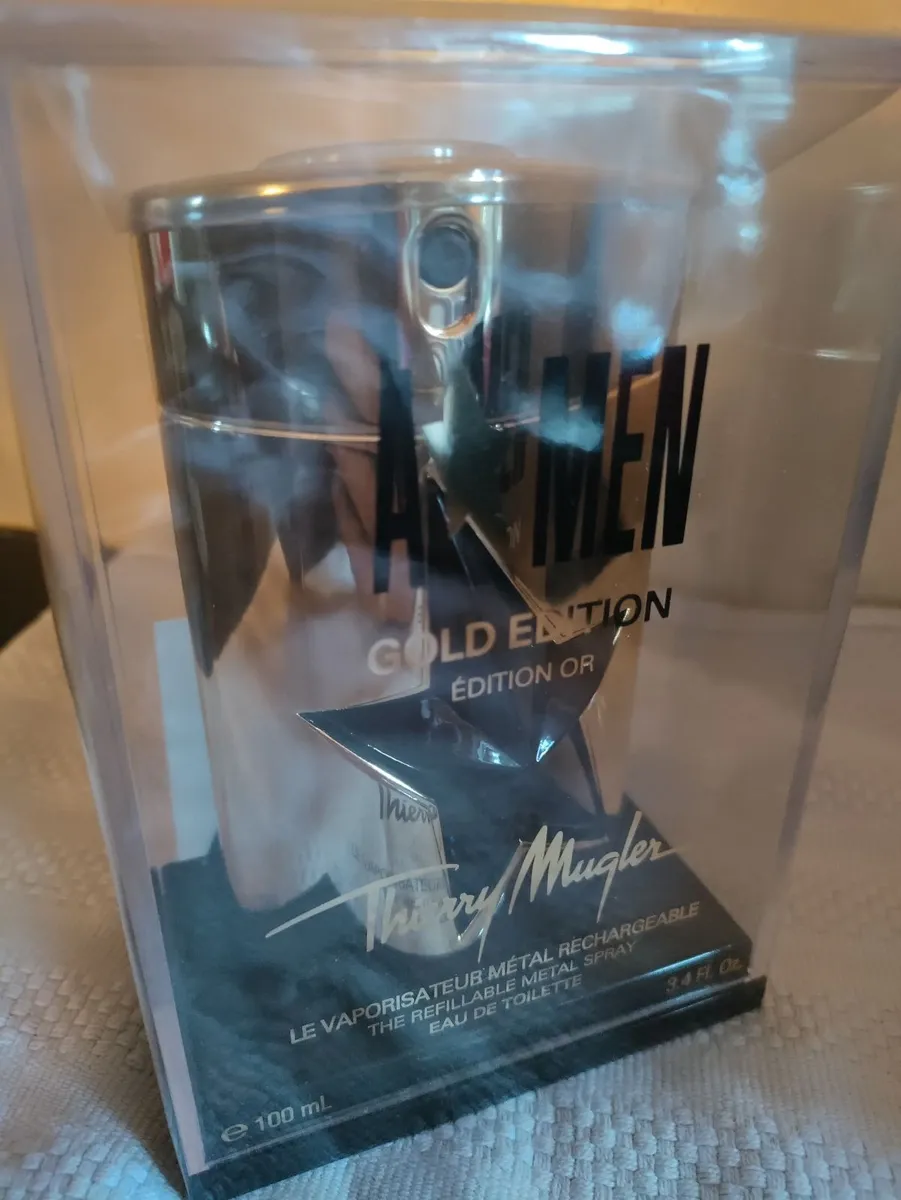 A*MEN
GOLD EDITION
ÉDITION OR
Thierry Mugler
LE VAPORISATEUR MÉTAL RECHARGEABLE
THE REFILLABLE METAL SPRAY
EAU DE TOILETTE
3.4 Fl. Oz.
e 100 mL